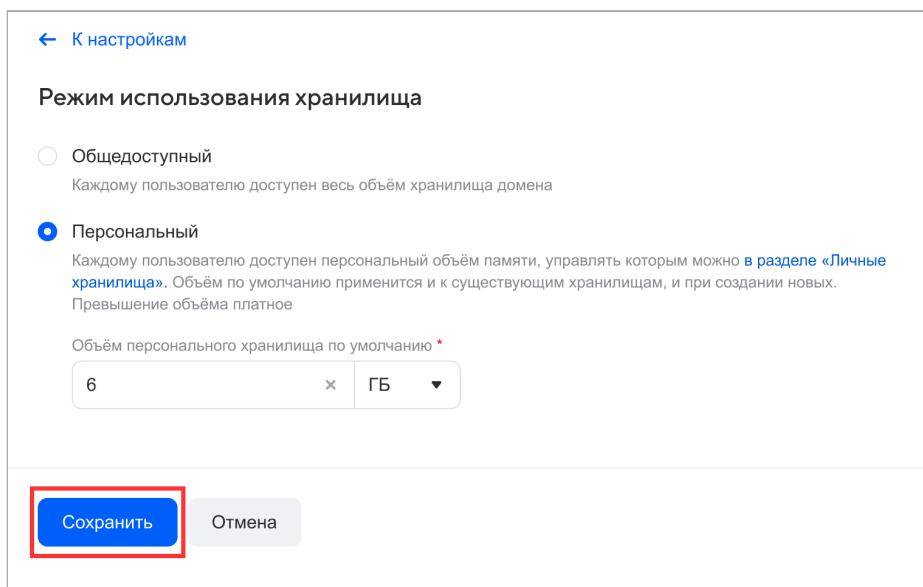 К настройкам
Режим использования хранилища
Общедоступный
Каждому пользователю доступен весь объём хранилища домена
Персональный
Каждому пользователю доступен персональный объём памяти, управлять которым можно в разделе «Личные
хранилища». Объём по умолчанию применится и к существующим хранилищам, и при создании новых.
Превышение объёма платное
Объём персонального хранилища по умолчанию *
6 ГБ
Сохранить Отмена